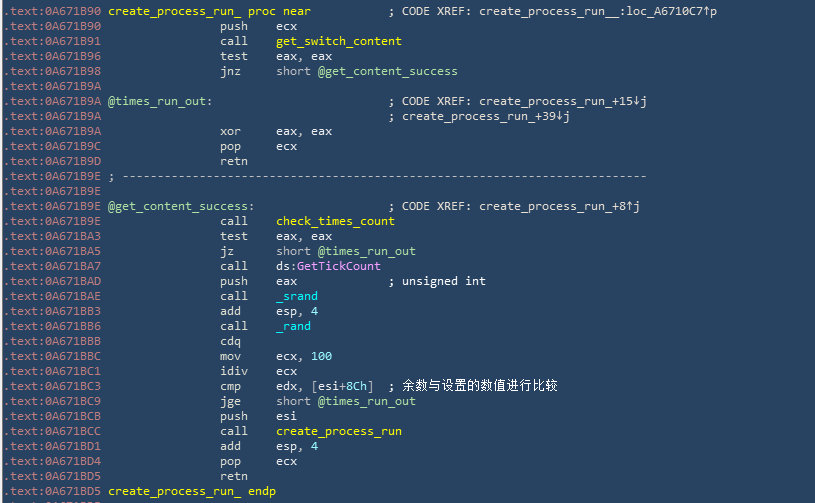 .text:0A671B90 create_process_run_ proc near ; CODE XREF: create_process_run__:loc_A6710C7↑p
.text:0A671B90 push ecx
.text:0A671B91 call get_switch_content
.text:0A671B96 test eax, eax
.text:0A671B98 jnz short @get_content_success
.text:0A671B9A
.text:0A671B9A @times_run_out: ; CODE XREF: create_process_run_+15↓j
.text:0A671B9A ; create_process_run_+39↓j
.text:0A671B9A xor eax, eax
.text:0A671B9C pop ecx
.text:0A671B9D retn
.text:0A671B9E ; ---------------------------------------------------------------------------
.text:0A671B9E
.text:0A671B9E @get_content_success: ; CODE XREF: create_process_run_+8↑j
.text:0A671B9E call check_times_count
.text:0A671BA3 test eax, eax
.text:0A671BA5 jz short @times_run_out
.text:0A671BA7 call ds:GetTickCount
.text:0A671BAD push eax ; unsigned int
.text:0A671BAE call _srand
.text:0A671BB3 add esp, 4
.text:0A671BB6 call _rand
.text:0A671BBB cdq
.text:0A671BBC mov ecx, 100
.text:0A671BC1 idiv ecx
.text:0A671BC3 cmp edx, [esi+8Ch] ; 余数与设置的数值进行比较
.text:0A671BC9 jge short @times_run_out
.text:0A671BCB push esi
.text:0A671BCC call create_process_run
.text:0A671BD1 add esp, 4
.text:0A671BD4 pop ecx
.text:0A671BD5 retn
.text:0A671BD5 create_process_run_ endp